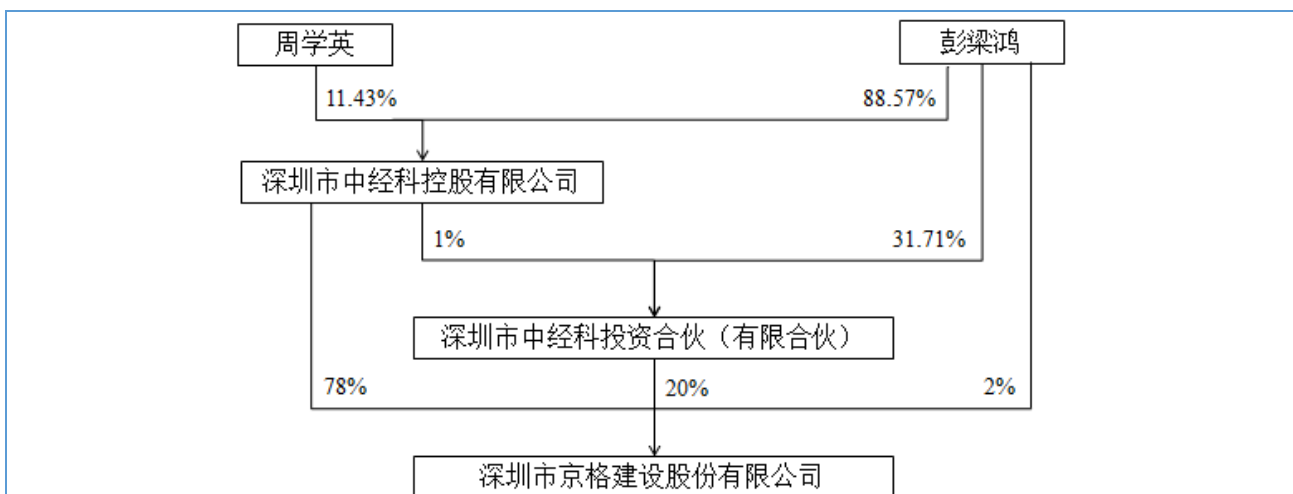 周学英
彭梁鸿
11.43%
88.57%
深圳市中经科控股有限公司
1%
31.71%
深圳市中经科投资合伙（有限合伙）
78%
20%
2%
深圳市京格建设股份有限公司